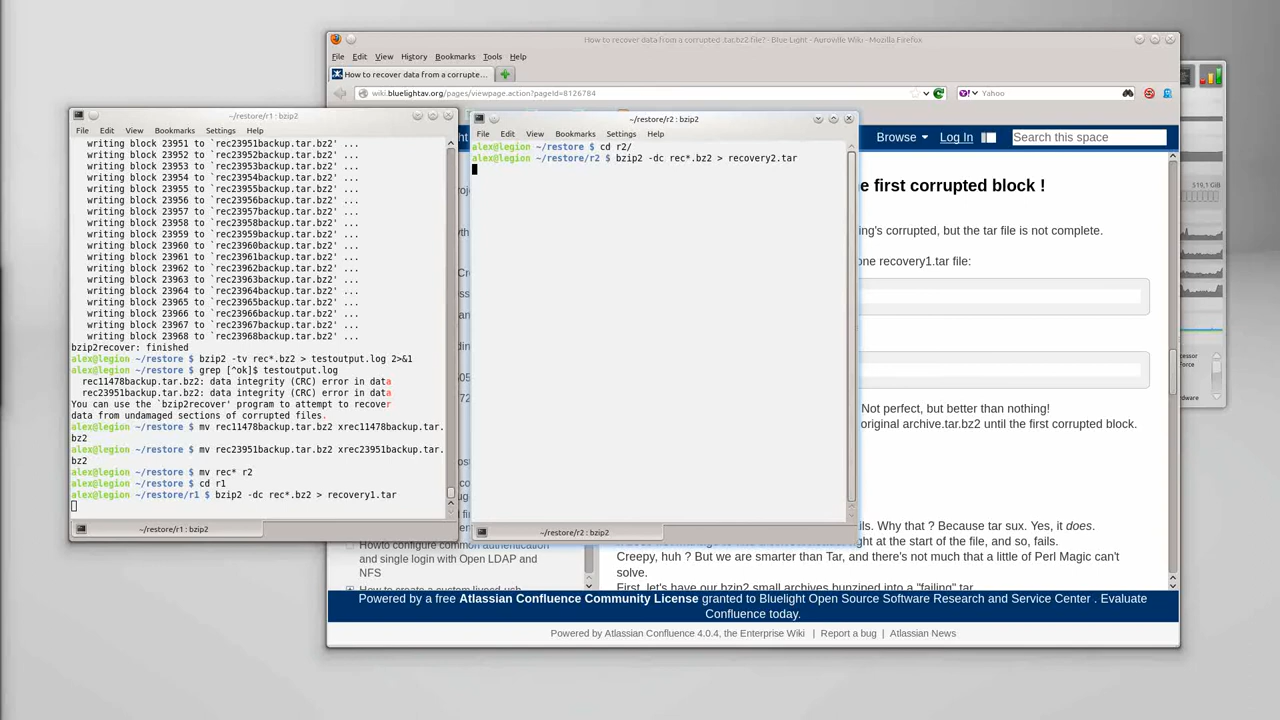 How to recover data from a corrupted .tar.bz2 file? - Blue Light - Auroville Wiki - Mozilla Firefox
File Edit View History Bookmarks Tools Help
How to recover data from a corrupte...
wiki.bluelightav.org/pages/viewpage.action?pageId=8126784
Yahoo
Browse Log In Search this space
~/restore/r1 : bzip2
File Edit View Bookmarks Settings Help
writing block 23951 to `rec23951backup.tar.bz2' ...
writing block 23952 to `rec23952backup.tar.bz2' ...
writing block 23953 to `rec23953backup.tar.bz2' ...
writing block 23954 to `rec23954backup.tar.bz2' ...
writing block 23955 to `rec23955backup.tar.bz2' ...
writing block 23956 to `rec23956backup.tar.bz2' ...
writing block 23957 to `rec23957backup.tar.bz2' ...
writing block 23958 to `rec23958backup.tar.bz2' ...
writing block 23959 to `rec23959backup.tar.bz2' ...
writing block 23960 to `rec23960backup.tar.bz2' ...
writing block 23961 to `rec23961backup.tar.bz2' ...
writing block 23962 to `rec23962backup.tar.bz2' ...
writing block 23963 to `rec23963backup.tar.bz2' ...
writing block 23964 to `rec23964backup.tar.bz2' ...
writing block 23965 to `rec23965backup.tar.bz2' ...
writing block 23966 to `rec23966backup.tar.bz2' ...
writing block 23967 to `rec23967backup.tar.bz2' ...
writing block 23968 to `rec23968backup.tar.bz2' ...
bzip2recover: finished
alex@legion ~/restore $ bzip2 -tv rec*.bz2 > testoutput.log 2>&1
alex@legion ~/restore $ grep [^ok]$ testoutput.log
rec11478backup.tar.bz2: data integrity (CRC) error in data
rec23951backup.tar.bz2: data integrity (CRC) error in data
You can use the `bzip2recover' program to attempt to recover
data from undamaged sections of corrupted files.
alex@legion ~/restore $ mv rec11478backup.tar.bz2 xrec11478backup.tar.
bz2
alex@legion ~/restore $ mv rec23951backup.tar.bz2 xrec23951backup.tar.
bz2
alex@legion ~/restore $ mv rec* r2
alex@legion ~/restore $ cd r1
alex@legion ~/restore/r1 $ bzip2 -dc rec*.bz2 > recovery1.tar
~/restore/r1 : bzip2
~/restore/r2 : bzip2
File Edit View Bookmarks Settings Help
alex@legion ~/restore $ cd r2/
alex@legion ~/restore/r2 $ bzip2 -dc rec*.bz2 > recovery2.tar
~/restore/r2 : bzip2
e first corrupted block !
ing's corrupted, but the tar file is not complete.
one recovery1.tar file:
Not perfect, but better than nothing!
original archive.tar.bz2 until the first corrupted block.
ils. Why that ? Because tar sux. Yes, it does.
ght at the start of the file, and so, fails.
Creepy, huh ? But we are smarter than Tar, and there's not much that a little of Perl Magic can't
solve.
First, let's have our bzip2 small archives bunzipped into a "failing" tar
Howto configure common authentication
and single login with Open LDAP and
NFS
Powered by a free Atlassian Confluence Community License granted to Bluelight Open Source Software Research and Service Center . Evaluate
Confluence today.
Powered by Atlassian Confluence 4.0.4, the Enterprise Wiki | Report a bug | Atlassian News